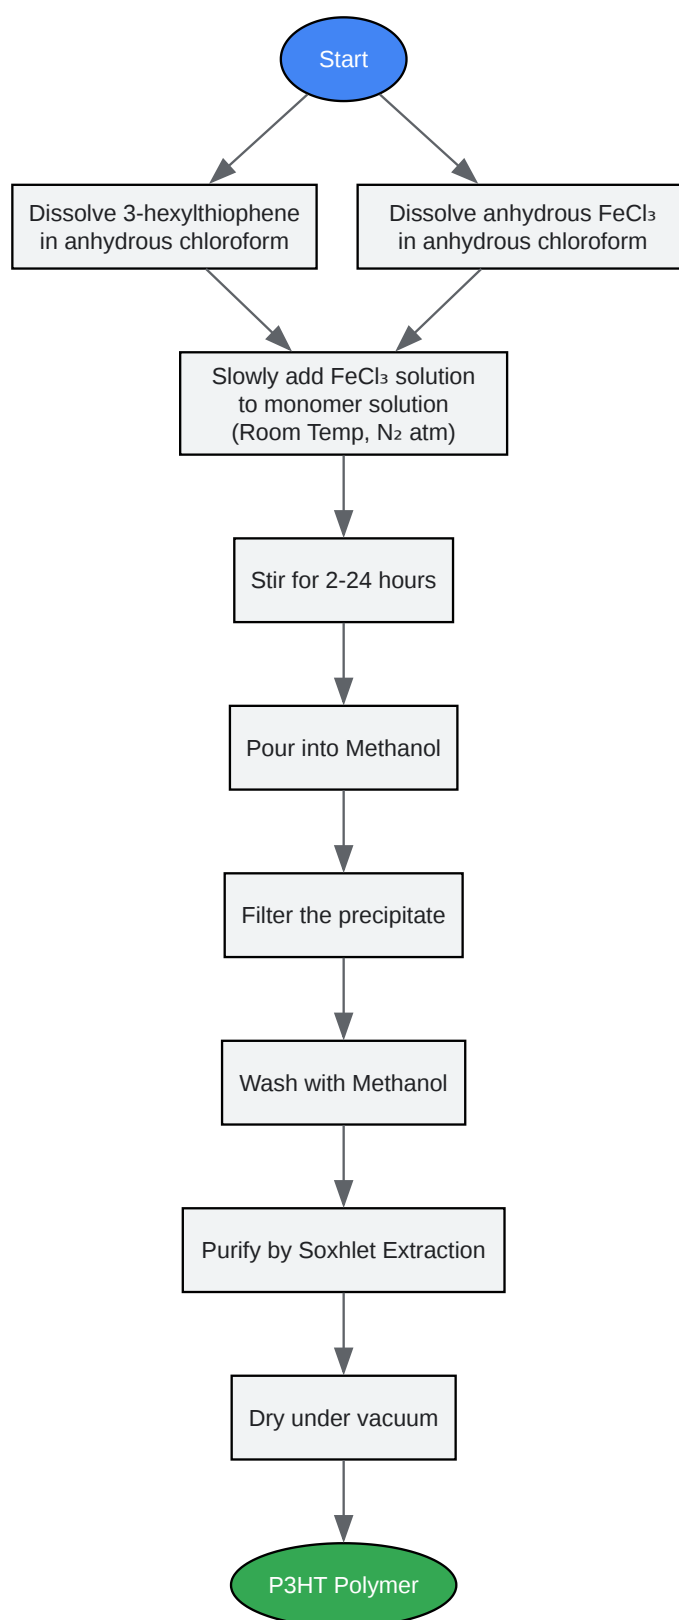 Start
Dissolve 3-hexylthiophene
in anhydrous chloroform
Dissolve anhydrous FeCl₃
in anhydrous chloroform
Slowly add FeCl₃ solution
to monomer solution
(Room Temp, N₂ atm)
Stir for 2-24 hours
Pour into Methanol
Filter the precipitate
Wash with Methanol
Purify by Soxhlet Extraction
Dry under vacuum
P3HT Polymer